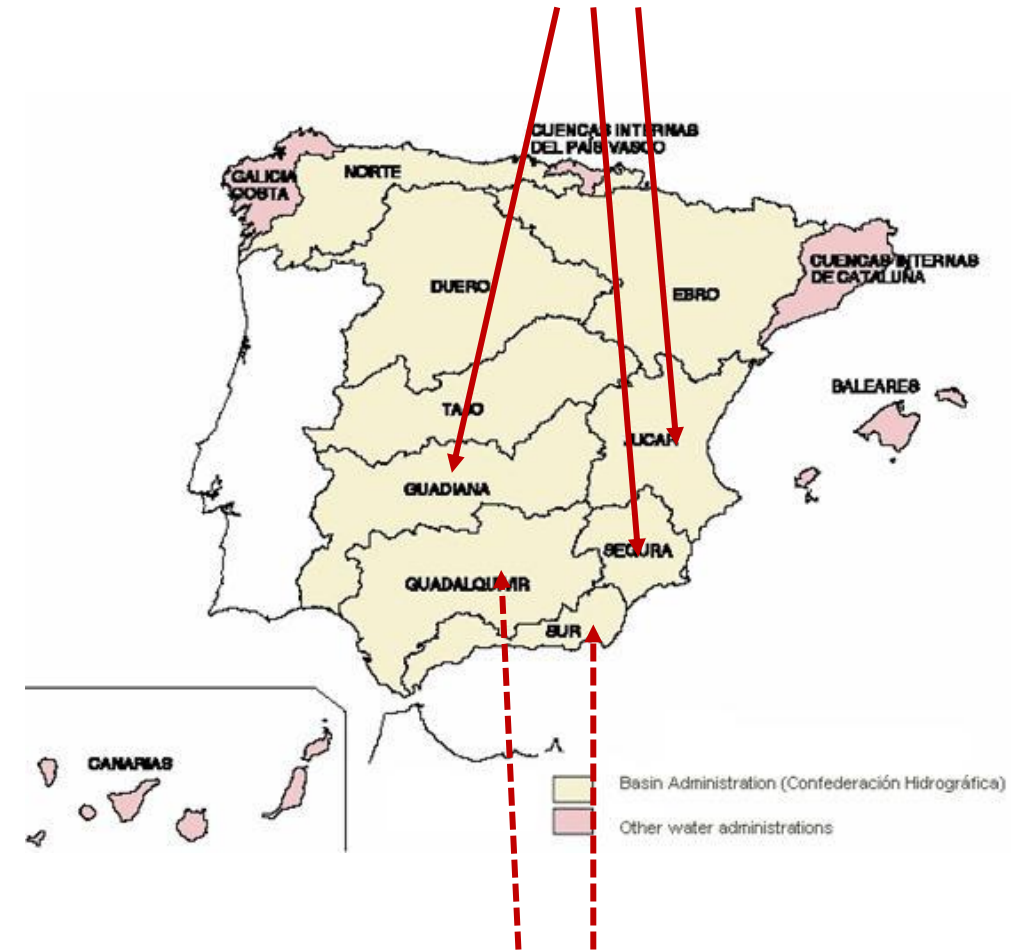 CUENCAS INTERNAS
DEL PAÍS VASCO
GALICIA
COSTA
NORTE
CUENCAS INTERNAS
DE CATALUÑA
DUERO
EBRO
BALEARES
TAJO
JUCAR
GUADIANA
SEGURA
GUADALQUIVIR
SUR
CANARIAS
Basin Administration (Confederación Hidrográfica)
Other water administrations